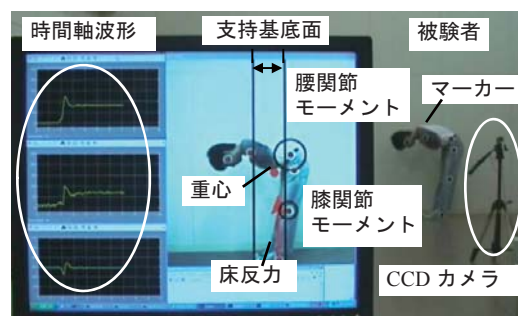 時間軸波形
支持基底面
被験者
腰関節
モーメント
マーカー
重心
膝関節
モーメント
床反力
CCD カメラ